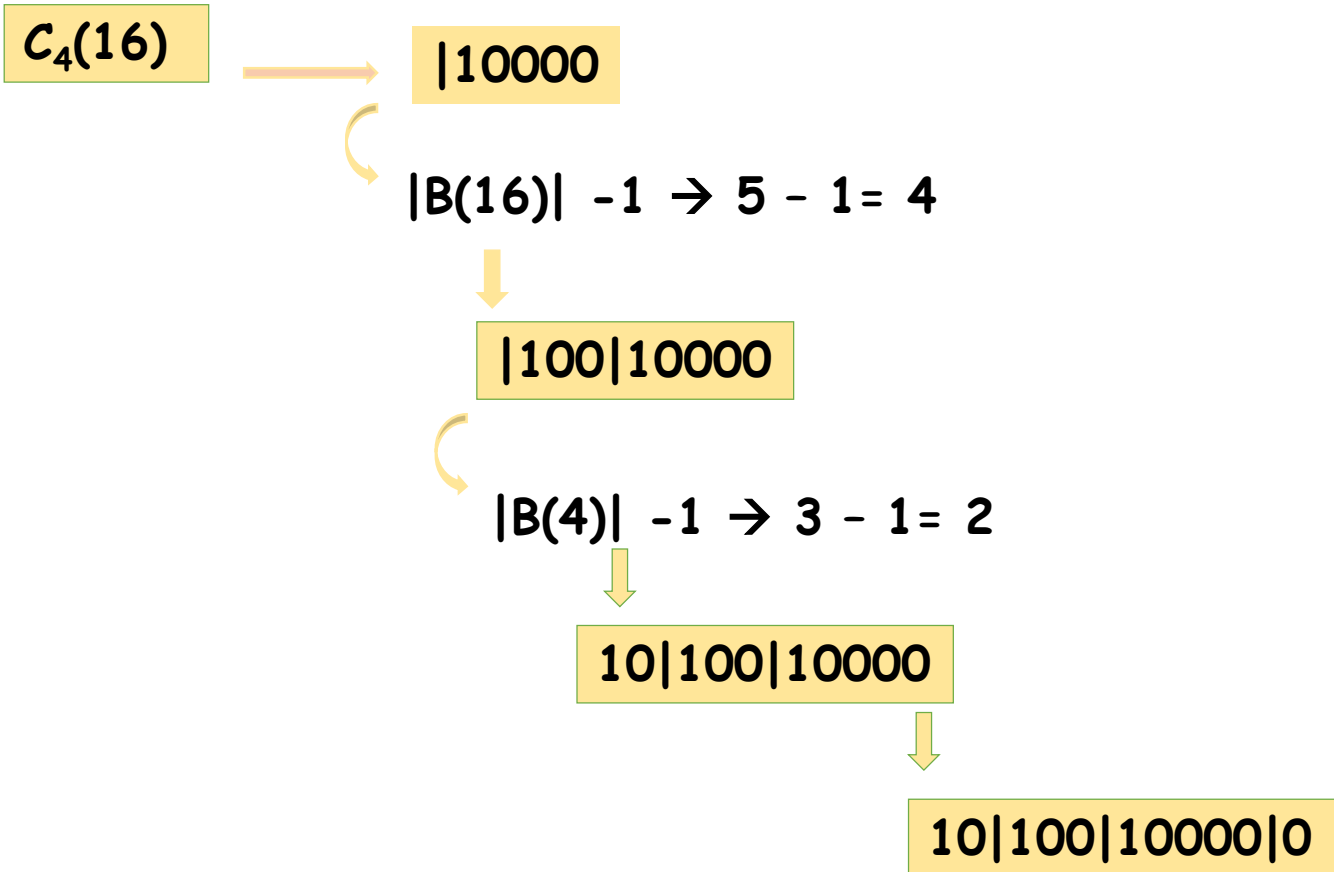 C₄(16)
|10000
|B(16)| -1 → 5 – 1= 4
|100|10000
|B(4)| -1 → 3 – 1= 2
10|100|10000
10|100|10000|0